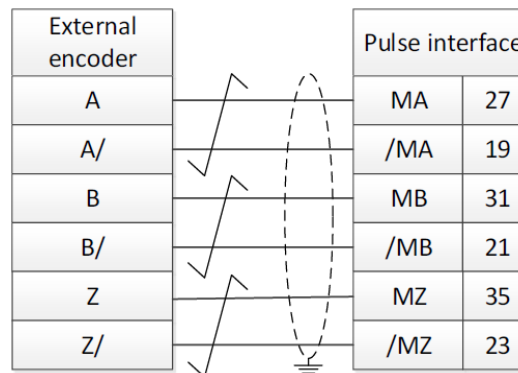 External
encoder
Pulse interface
A MA 27
A/ /MA 19
B MB 31
B/ /MB 21
Z MZ 35
Z/ /MZ 23